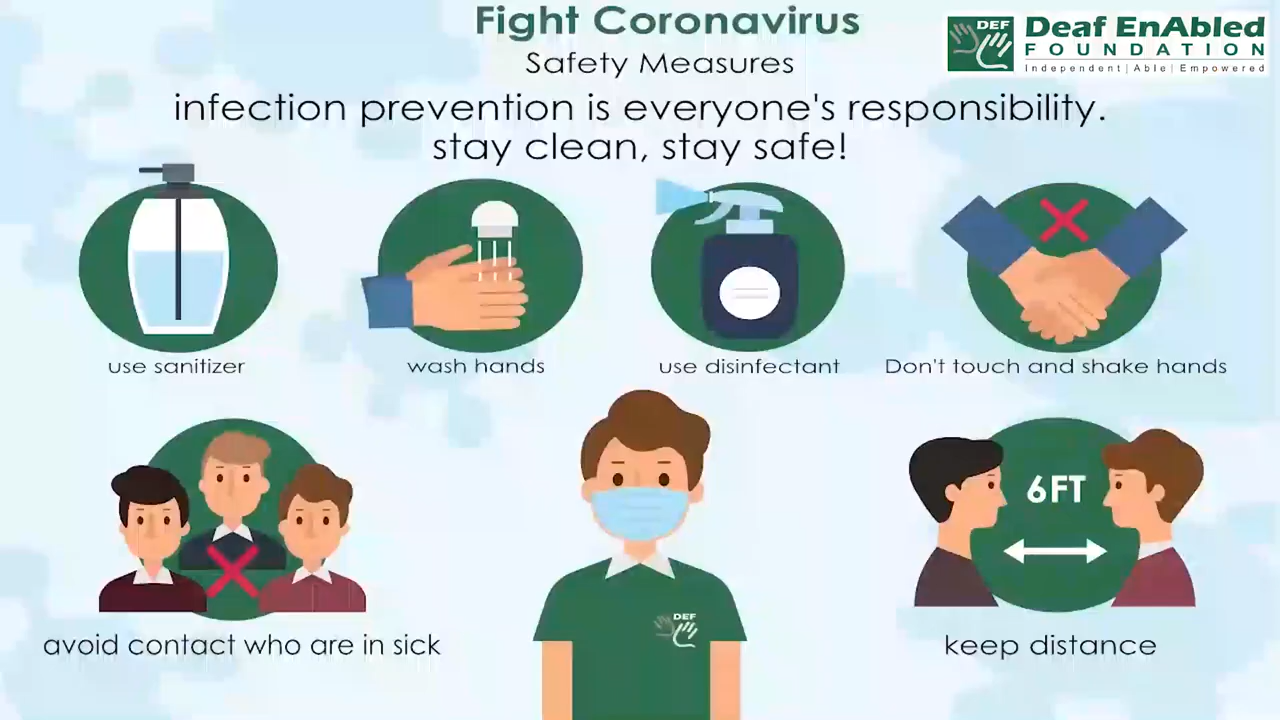 Fight Coronavirus
Safety Measures
DEF
Deaf EnAbled
FOUNDATION
Independent | Able | Empowered
infection prevention is everyone's responsibility.
stay clean, stay safe!
use sanitizer
wash hands
use disinfectant
Don't touch and shake hands
6FT
DEF
avoid contact who are in sick
keep distance